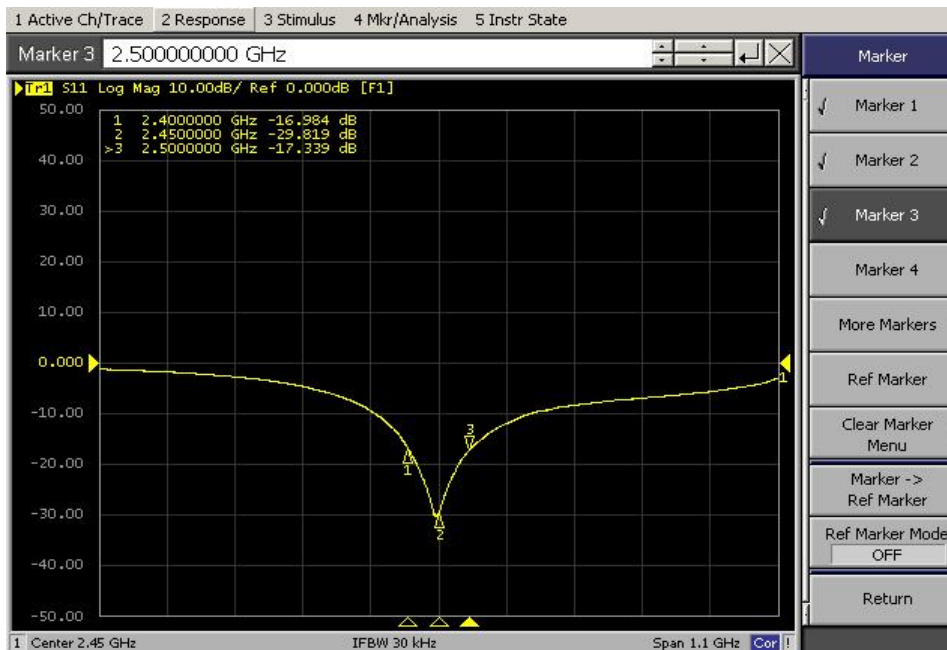 1 Active Ch/Trace 2 Response 3 Stimulus 4 Mkr/Analysis 5 Instr State
Marker 3 2.500000000 GHz
Tr1 S11 Log Mag 10.00dB/ Ref 0.000dB [F1]
50.00
1 2.4000000 GHz -16.984 dB
2 2.4500000 GHz -29.819 dB
>3 2.5000000 GHz -17.339 dB
40.00
30.00
20.00
10.00
0.000
1
-10.00
3
-20.00
1
-30.00
2
-40.00
-50.00
1 Center 2.45 GHz IFBW 30 kHz Span 1.1 GHz Cor !
Marker
Marker 1
Marker 2
Marker 3
Marker 4
More Markers
Ref Marker
Clear Marker
Menu
Marker ->
Ref Marker
Ref Marker Mode
OFF
Return